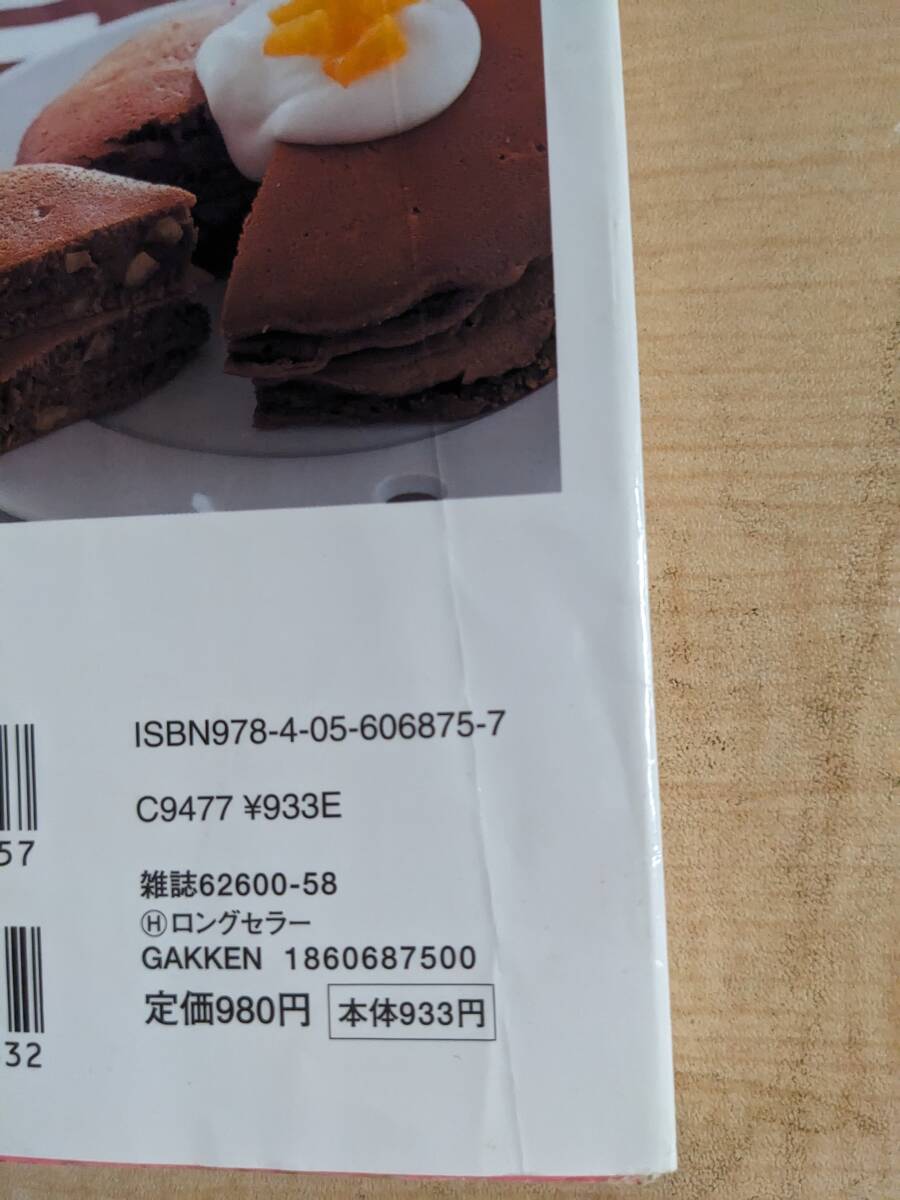 ISBN978-4-05-606875-7
C9477 ¥933E
57
雑誌62600-58
Ⓗロングセラー
GAKKEN 1860687500
定価980円 本体933円
32